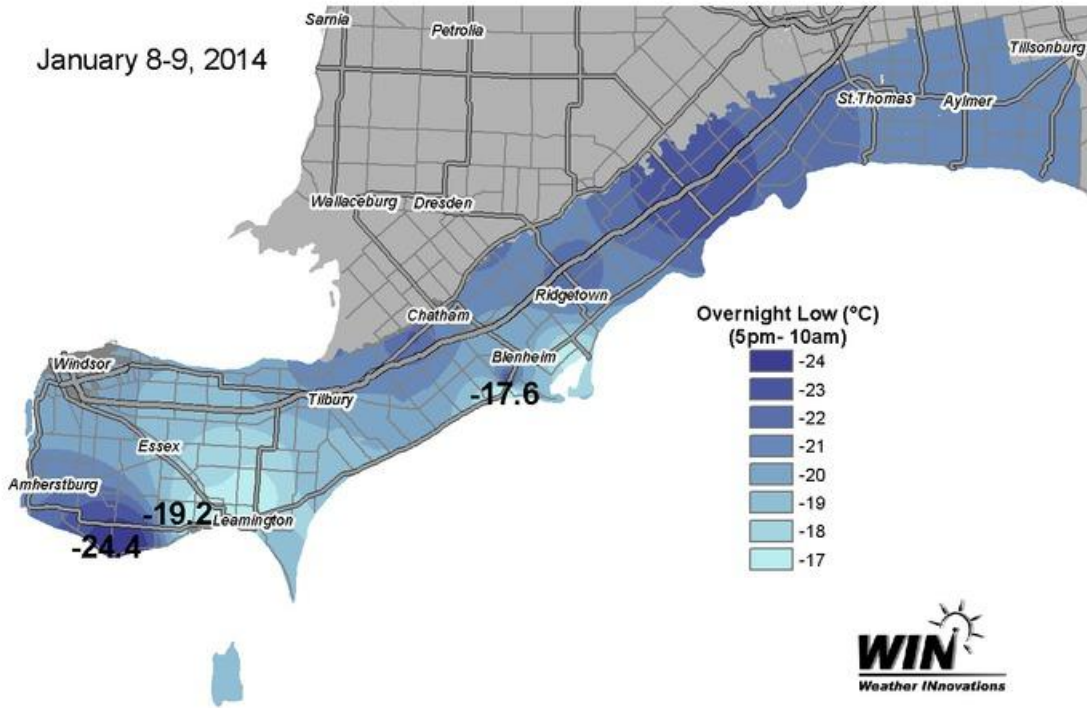 January 8-9, 2014
Sarnia
Petrolia
Tillsonburg
St.Thomas
Aylmer
Wallaceburg
Dresden
Ridgetown
Chatham
Blenheim
-17.6
Windsor
Tilbury
Essex
Amherstburg
-19.2
Leamington
-24.4
Overnight Low (°C)
(5pm- 10am)
-24
-23
-22
-21
-20
-19
-18
-17
WIN
Weather INnovations